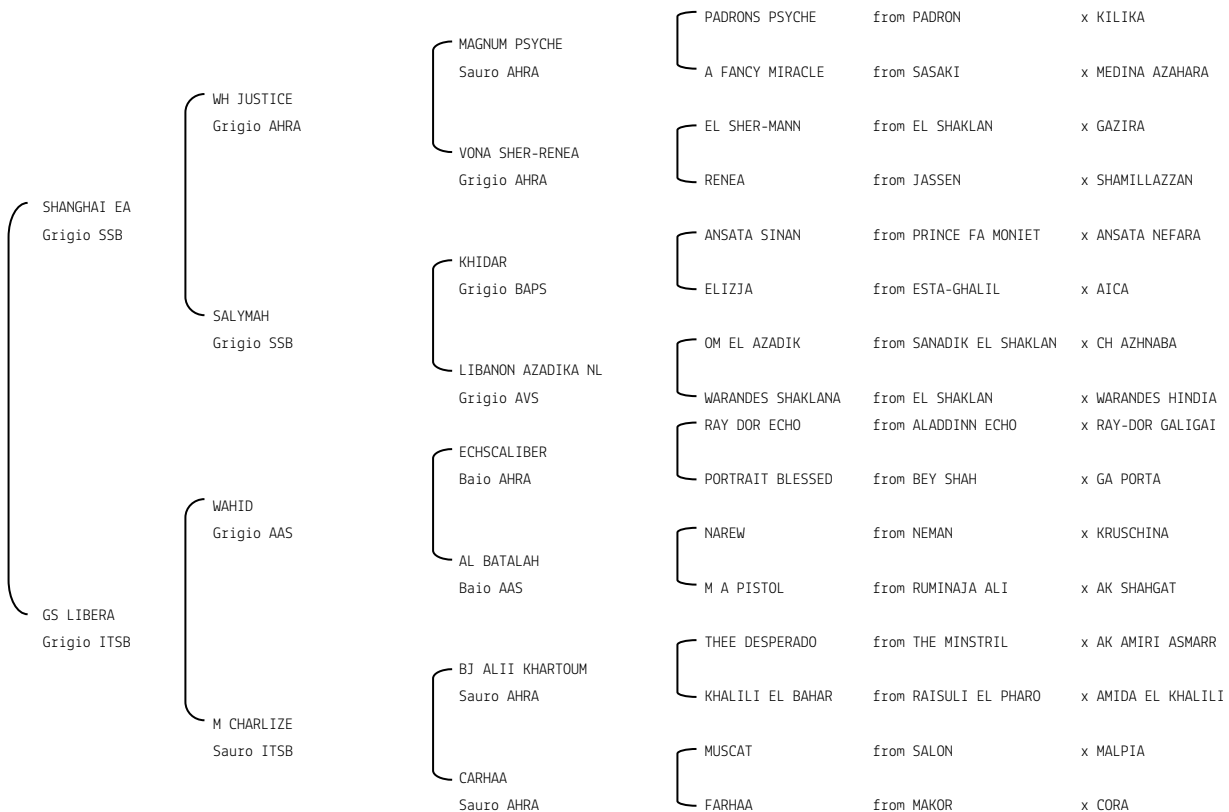 PADRONS PSYCHE from PADRON x KILIKA
MAGNUM PSYCHE
Sauro AHRA A FANCY MIRACLE from SASAKI x MEDINA AZAHARA
WH JUSTICE
Grigio AHRA EL SHER-MANN from EL SHAKLAN x GAZIRA
VONA SHER-RENEA
Grigio AHRA RENEA from JASSEN x SHAMILLAZZAN
SHANGHAI EA
Grigio SSB ANSATA SINAN from PRINCE FA MONIET x ANSATA NEFARA
KHIDAR
Grigio BAPS ELIZJA from ESTA-GHALIL x AICA
SALYMAH
Grigio SSB OM EL AZADIK from SANADIK EL SHAKLAN x CH AZHNABA
LIBANON AZADIKA NL
Grigio AVS WARANDES SHAKLANA from EL SHAKLAN x WARANDES HINDIA
RAY DOR ECHO from ALADDINN ECHO x RAY-DOR GALIGAI
ECHSCALIBER
Baio AHRA PORTRAIT BLESSED from BEY SHAH x GA PORTA
WAHID
Grigio AAS NAREW from NEMAN x KRUSCHINA
AL BATALAH
Baio AAS M A PISTOL from RUMINAJA ALI x AK SHAHGAT
GS LIBERA
Grigio ITSB THEE DESPERADO from THE MINSTRIL x AK AMIRI ASMARR
BJ ALII KHARTOUM
Sauro AHRA KHALILI EL BAHAR from RAISULI EL PHARO x AMIDA EL KHALILI
M CHARLIZE
Sauro ITSB MUSCAT from SALON x MALPIA
CARHAA
Sauro AHRA FARHAA from MAKOR x CORA